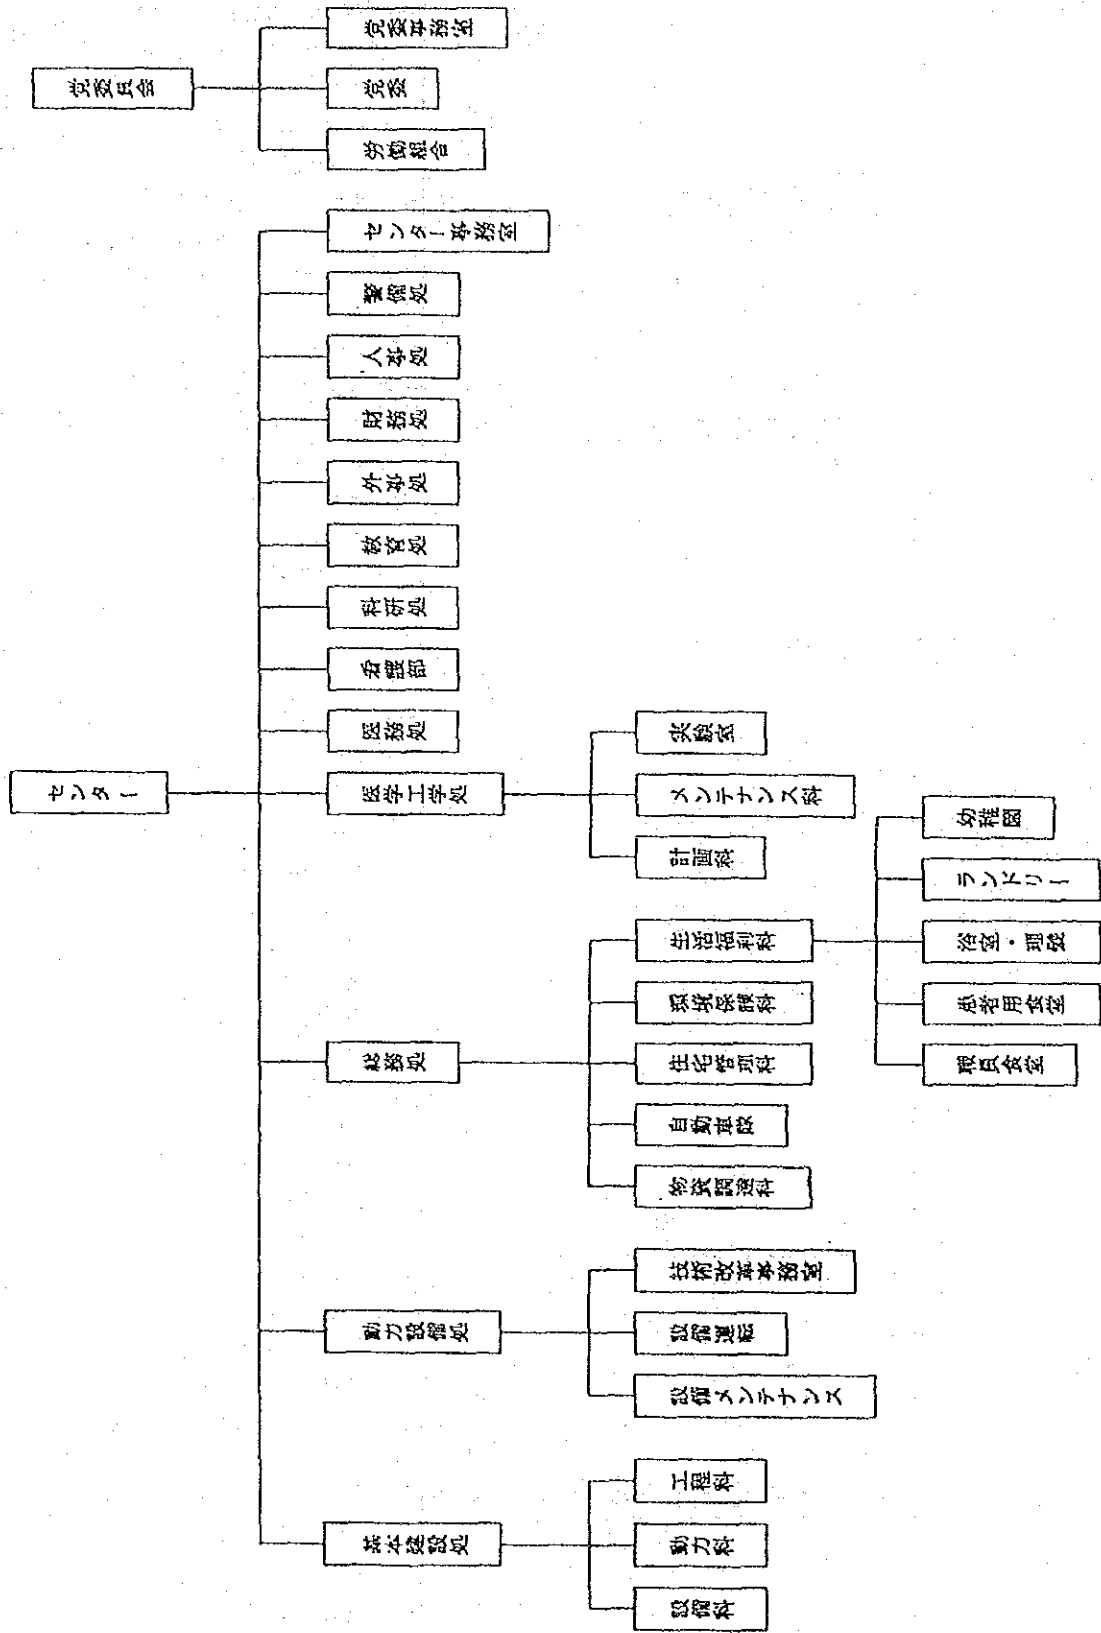 党委員会
党委事務室
党委
労働組合
センター
センター事務室
警備処
人事処
財務処
外事処
教育処
科研処
看護部
医務処
医学工学処
実験室
メンテナンス科
計画科
総務処
生活福利科
環境保護科
住宅管理科
自動車段
物資調達科
幼稚園
ランドリー
浴室・理髪
患者用食堂
職員食堂
動力設備処
技術改革事務室
設備運転
設備メンテナンス
基本建設処
工程科
動力科
設備科